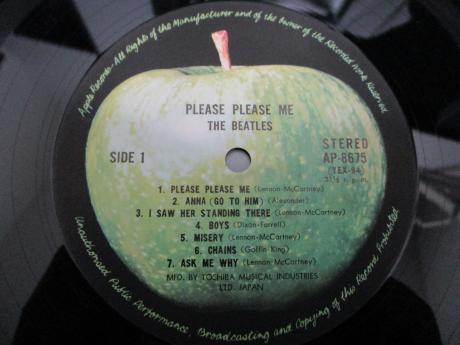 Apple Records-All Rights of the Manufacturer and of the Owner of the Recorded Work Reserved
PLEASE PLEASE ME
THE BEATLES
SIDE 1
STEREO
AP-8675
(YEX-94)
33⅓ r.p.m.
1. PLEASE PLEASE ME (Lennon-McCartney)
2. ANNA (GO TO HIM) (Alexander)
3. I SAW HER STANDING THERE (Lennon-McCartney)
4. BOYS (Dixon-Farrell)
5. MISERY (Lennon-McCartney)
6. CHAINS (Goffin-King)
7. ASK ME WHY (Lennon-McCartney)
MFD. BY TOSHIBA MUSICAL INDUSTRIES
LTD. JAPAN
Unauthorized Public Performance, Broadcasting and Copying of this Record Prohibited